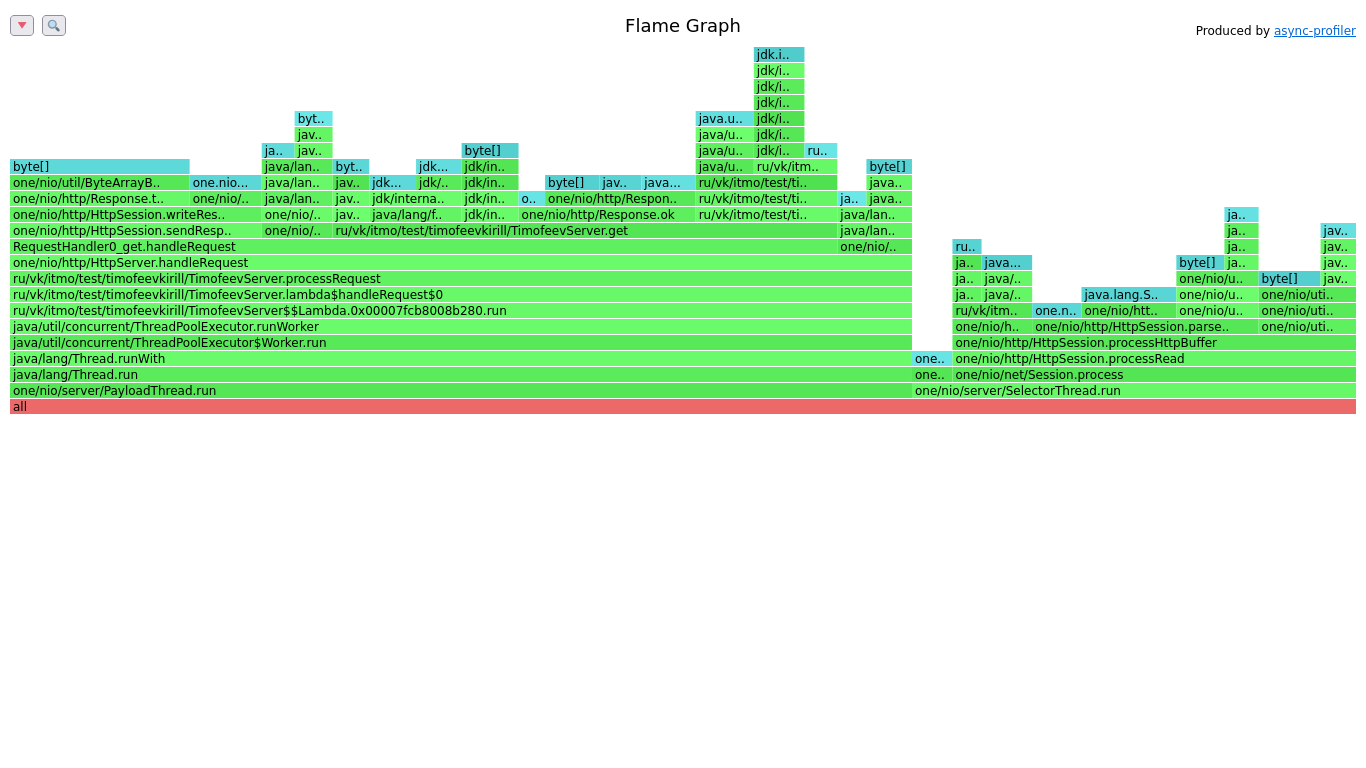 Flame Graph
Produced by async-profiler
jdk.i..
jdk/i..
jdk/i..
jdk/i..
byt.. java.u.. jdk/i..
jav.. java/u.. jdk/i..
ja.. jav.. byte[] java/u.. jdk/i.. ru..
byte[] java/lan.. byt.. jdk... jdk/in.. java/u.. ru/vk/itm.. byte[]
one/nio/util/ByteArrayB.. one.nio... java/lan.. jav.. jdk... jdk/.. jdk/in.. byte[] jav.. java... ru/vk/itmo/test/ti.. java..
one/nio/http/Response.t.. one/nio/.. java/lan.. jav.. jdk/interna.. jdk/in.. o.. one/nio/http/Respon.. ru/vk/itmo/test/ti.. ja.. java..
one/nio/http/HttpSession.writeRes.. one/nio/.. jav.. java/lang/f.. jdk/in.. one/nio/http/Response.ok ru/vk/itmo/test/ti.. java/lan.. ja..
one/nio/http/HttpSession.sendResp.. one/nio/.. ru/vk/itmo/test/timofeevkirill/TimofeevServer.get java/lan.. ja.. jav..
RequestHandler0_get.handleRequest one/nio/.. ru.. ja.. jav..
one/nio/http/HttpServer.handleRequest ja.. java... byte[] ja.. jav..
ru/vk/itmo/test/timofeevkirill/TimofeevServer.processRequest ja.. java/.. one/nio/u.. byte[] jav..
ru/vk/itmo/test/timofeevkirill/TimofeevServer.lambda$handleRequest$0 ja.. java/.. java.lang.S.. one/nio/u.. one/nio/uti..
ru/vk/itmo/test/timofeevkirill/TimofeevServer$$Lambda.0x00007fcb8008b280.run ru/vk/itm.. one.n.. one/nio/htt.. one/nio/u.. one/nio/uti..
java/util/concurrent/ThreadPoolExecutor.runWorker one/nio/h.. one/nio/http/HttpSession.parse.. one/nio/uti..
java/util/concurrent/ThreadPoolExecutor$Worker.run one/nio/http/HttpSession.processHttpBuffer
java/lang/Thread.runWith one.. one/nio/http/HttpSession.processRead
java/lang/Thread.run one.. one/nio/net/Session.process
one/nio/server/PayloadThread.run one/nio/server/SelectorThread.run
all